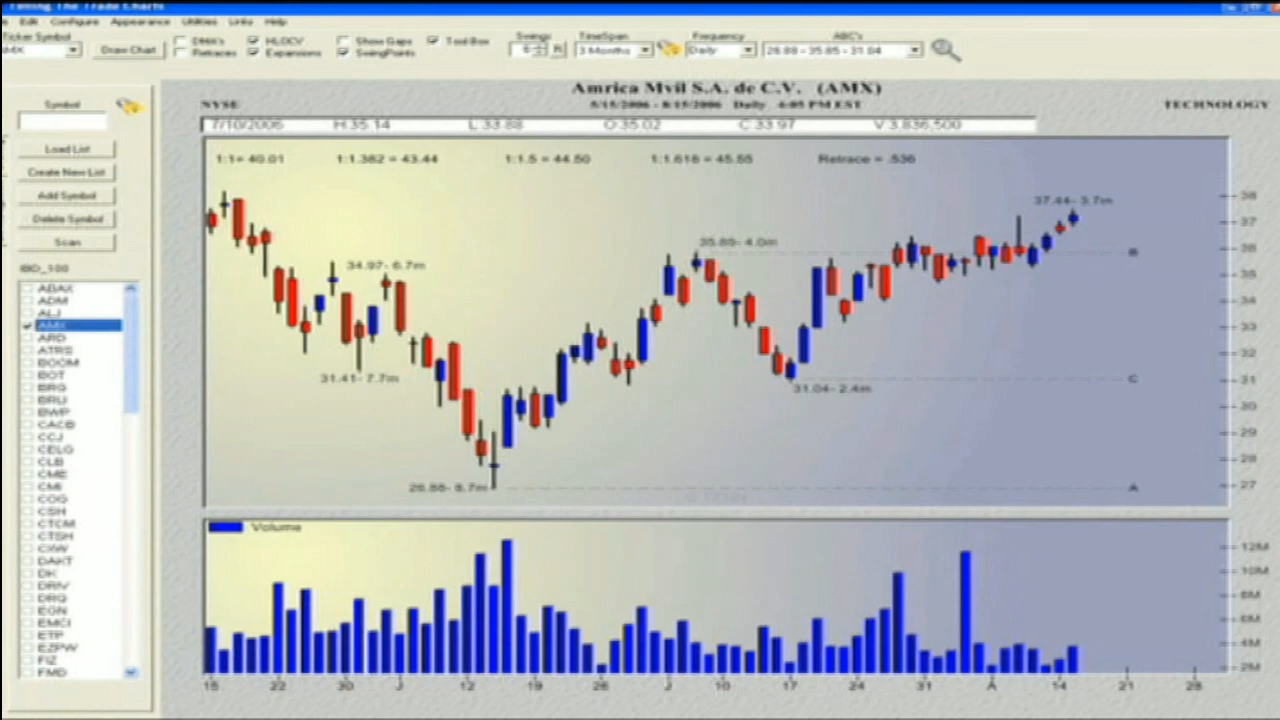 Timing The Trade Charts
Edit Configure Appearance Utilities Links Help
Ticker Symbol
AMX
Draw Chart
DMA's HLOCV Show Gaps Tool Box
Retraces Expansions SwingPoints
Swings
6
R
TimeSpan
3 Months
Frequency
Daily
ABC's
26.88 - 35.85 - 31.04
Amrica Mvil S.A. de C.V. (AMX)
NYSE
5/15/2006 - 8/15/2006 Daily 4:05 PM EST
TECHNOLOGY
7/10/2006 H:35.14 L:33.88 O:35.02 C:33.97 V:3,836,500
1:1= 40.01 1:1.382 = 43.44 1:1.5 = 44.50 1:1.618 = 45.55 Retrace = .536
Symbol
Load List
Create New List
Add Symbol
Delete Symbol
Scan
IBD_100
ABAX
ADM
ALJ
AMX
ARD
ATRS
BOOM
BOT
BRG
BRLI
BWP
CACB
CCJ
CELG
CLB
CME
CMI
COG
CSH
CTCM
CTSH
CXW
DAKT
DK
DRIV
DRQ
EGN
EMCI
ETP
EZPW
FIZ
FMD
37.44- 3.7m
35.85- 4.0m
B
34.97- 6.7m
31.41- 7.7m
C
31.04- 2.4m
26.88- 8.7m
A
38
37
36
35
34
33
32
31
30
29
28
27
Volume
12M
10M
8M
6M
4M
2M
15 22 30 J 12 19 26 J 10 17 24 31 A 14 21 28